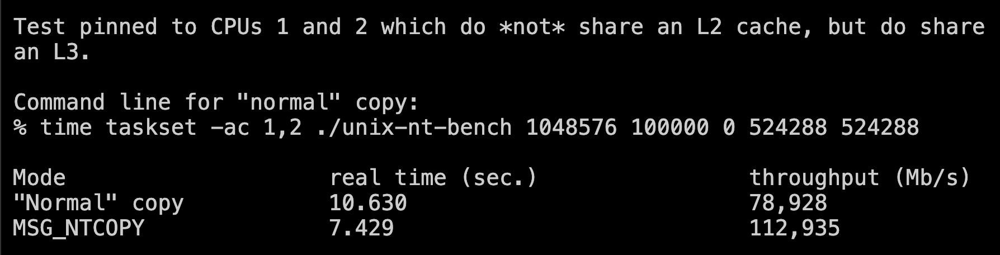 Test pinned to CPUs 1 and 2 which do *not* share an L2 cache, but do share
an L3.
Command line for "normal" copy:
% time taskset -ac 1,2 ./unix-nt-bench 1048576 100000 0 524288 524288
Mode real time (sec.) throughput (Mb/s)
"Normal" copy 10.630 78,928
MSG_NTCOPY 7.429 112,935